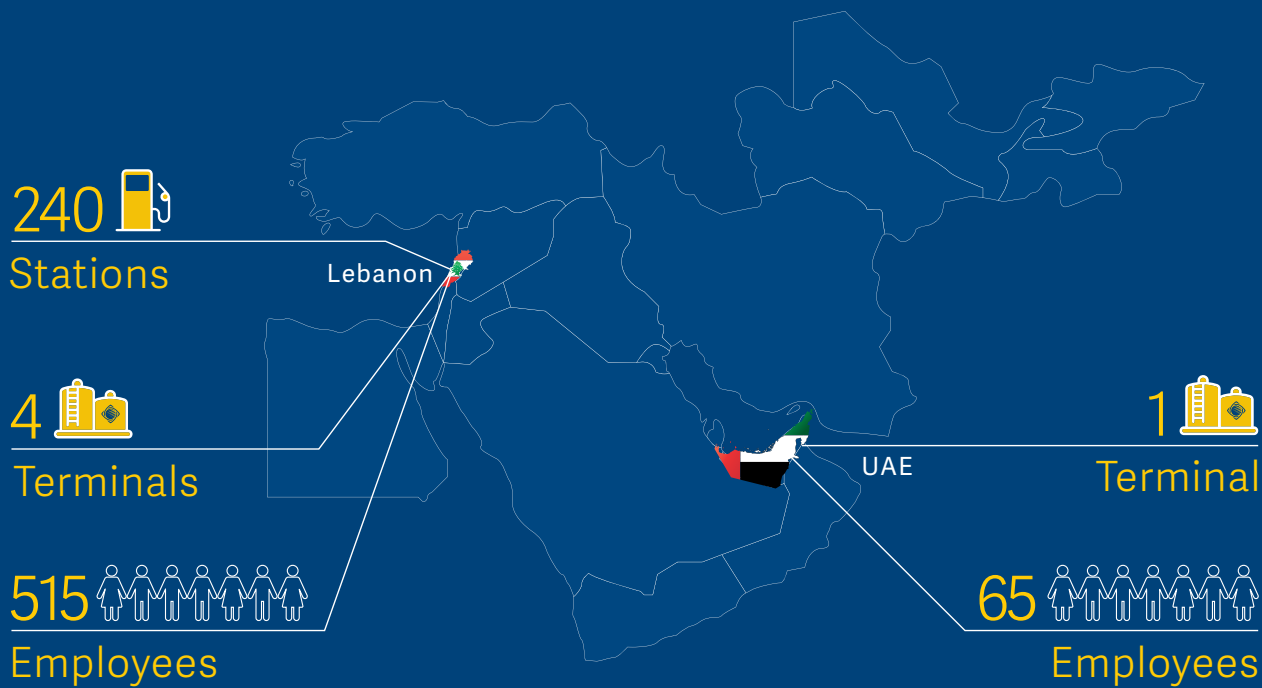 240
Stations
Lebanon
4
Terminals
515
Employees
1
Terminal
UAE
65
Employees